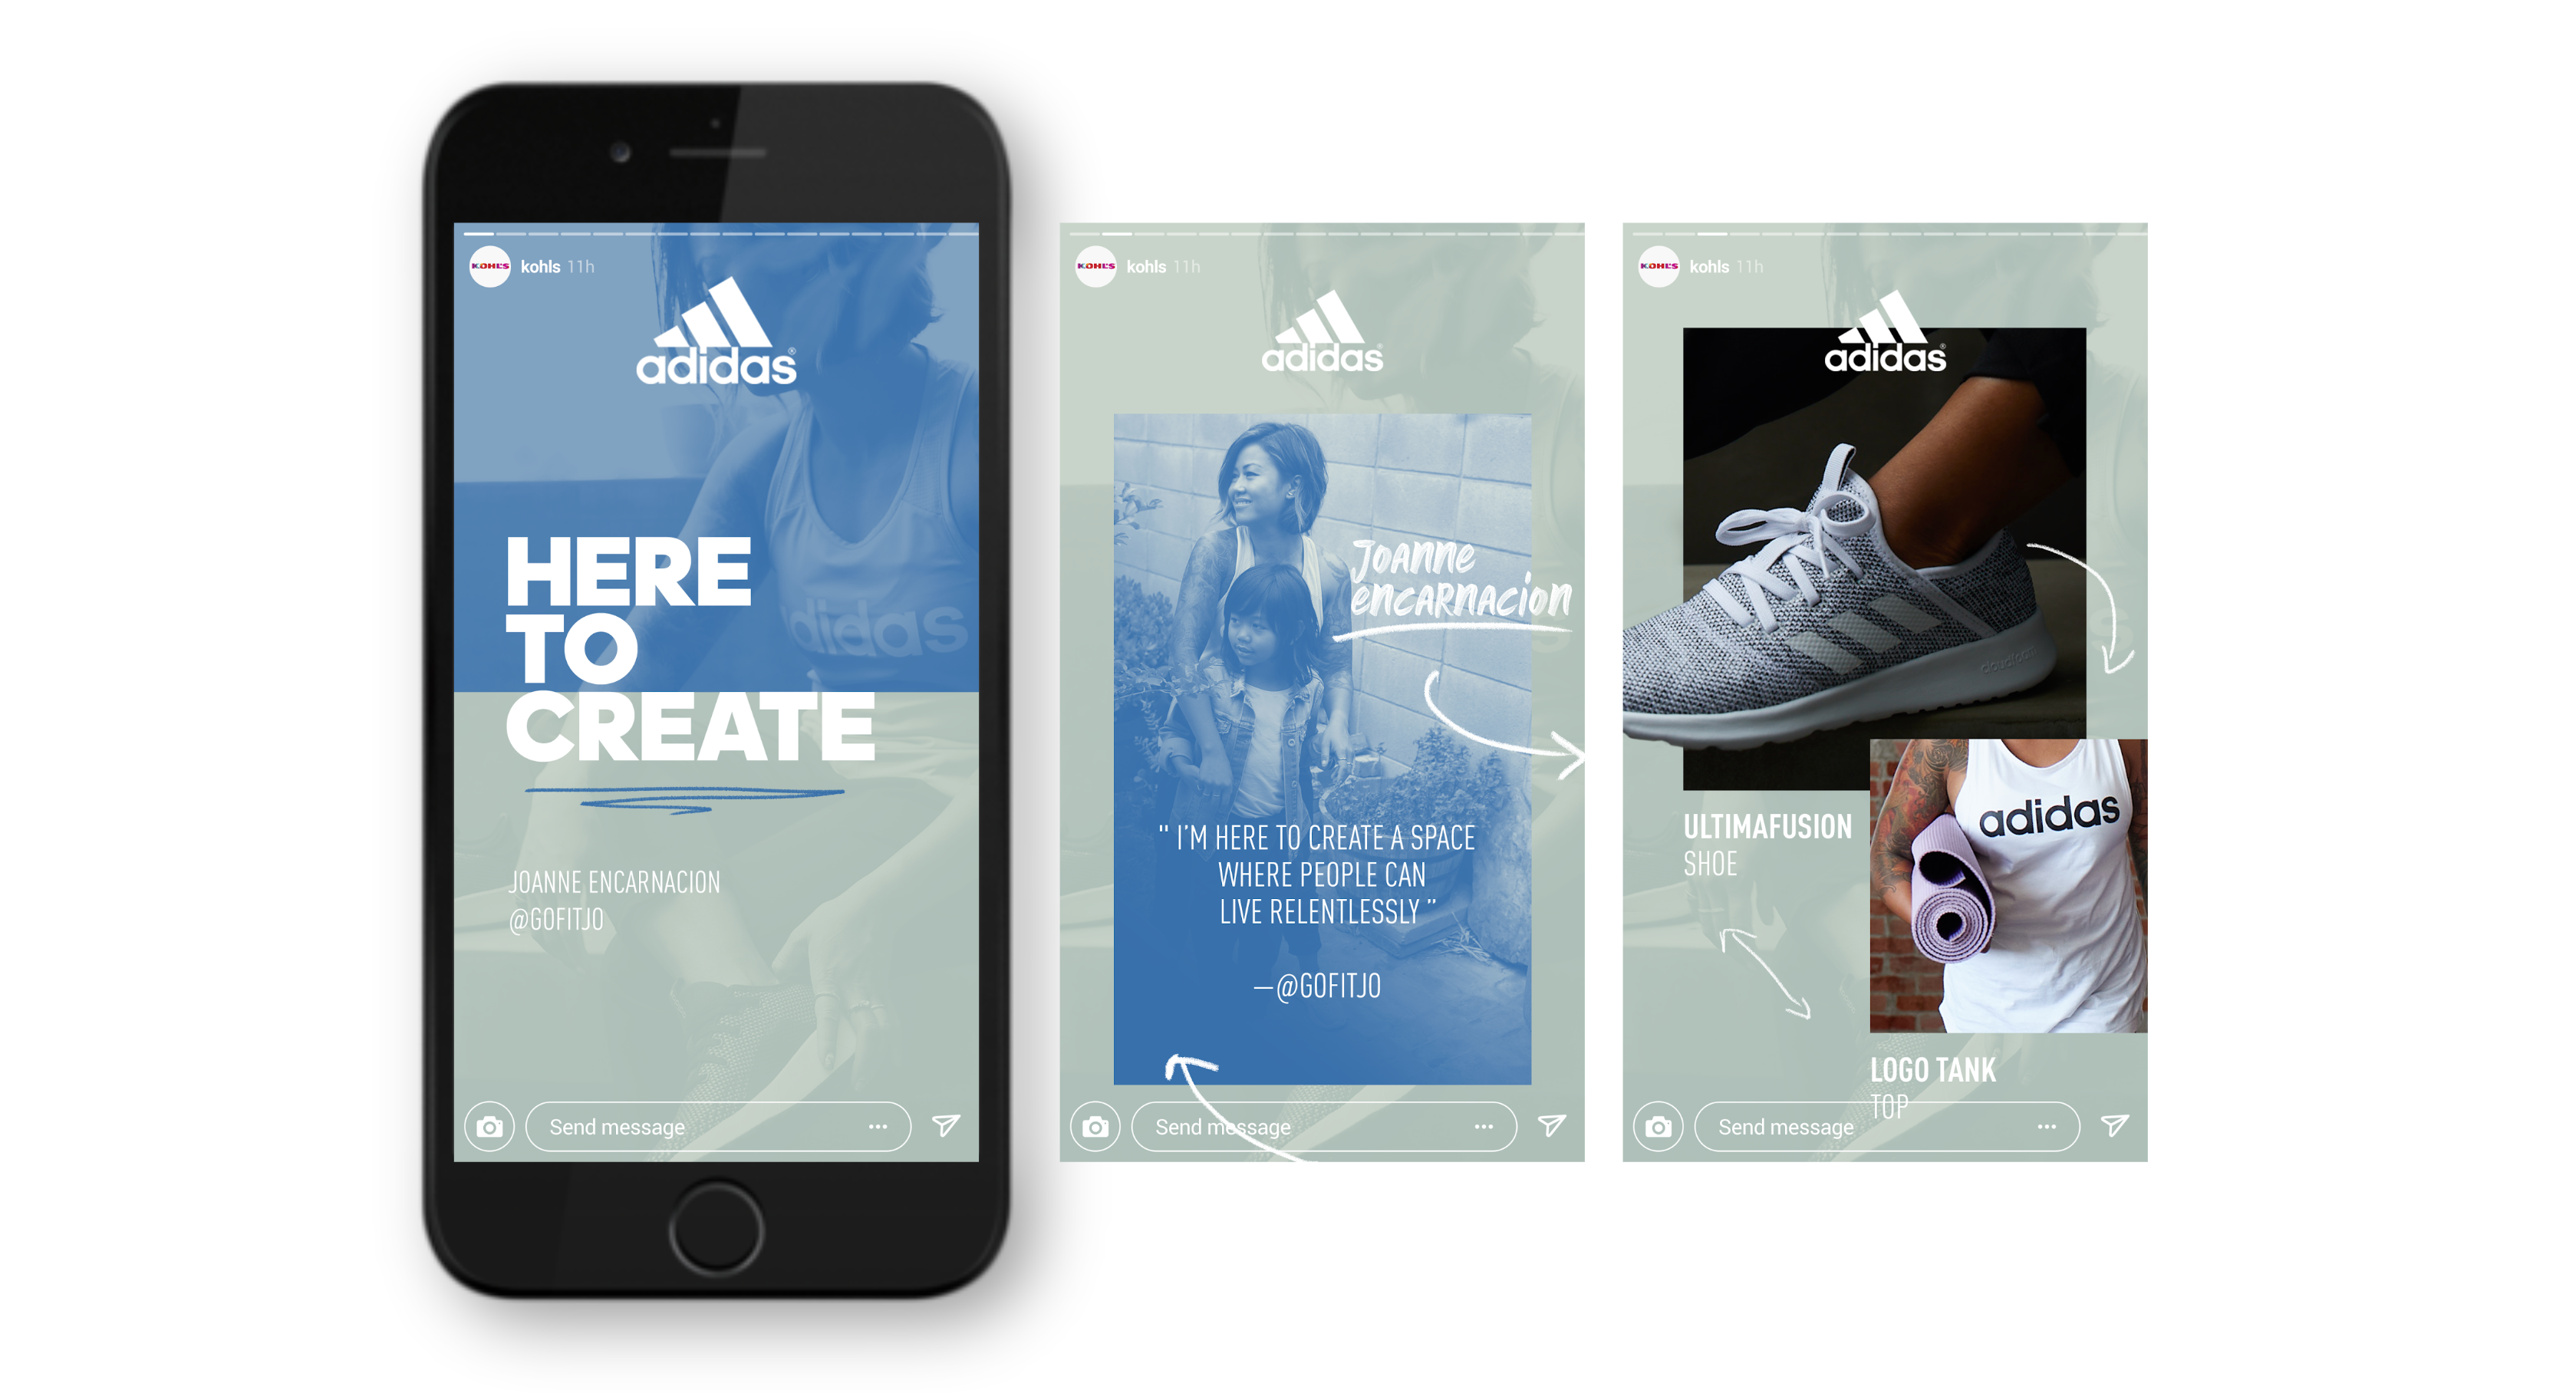 KOHL'S
kohls 11h
adidas®
adidas
HERE
TO
CREATE
JOANNE ENCARNACION
@GOFITJO
Send message
KOHL'S
kohls 11h
adidas®
Joanne
encarnacion
" I'M HERE TO CREATE A SPACE
WHERE PEOPLE CAN
LIVE RELENTLESSLY ”
—@GOFITJO
Send message
KOHL'S
kohls 11h
adidas®
cloudfoam
adidas
ULTIMAFUSION
SHOE
LOGO TANK
TOP
Send message